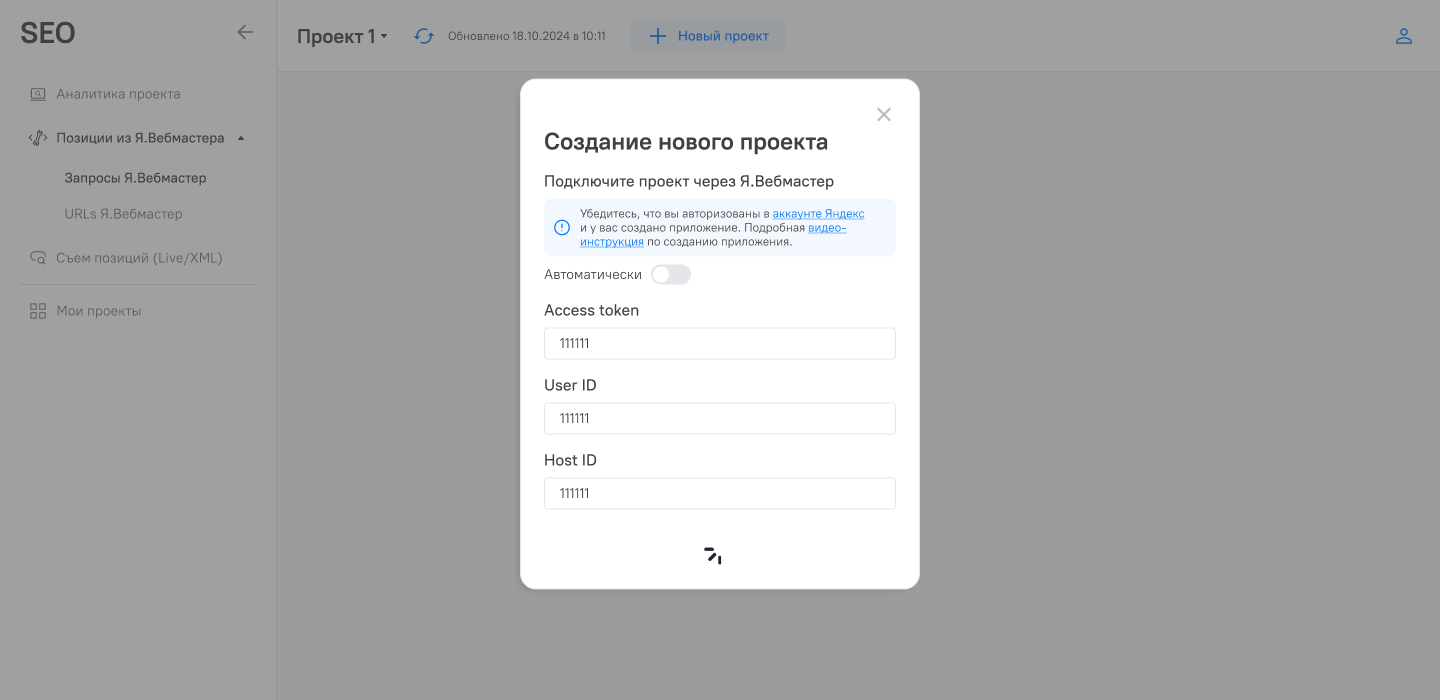 SEO
Проект 1
Обновлено 18.10.2024 в 10:11
Новый проект
Аналитика проекта
Позиции из Я.Вебмастера
Запросы Я.Вебмастер
URLs Я.Вебмастер
Съем позиций (Live/XML)
Мои проекты
Создание нового проекта
Подключите проект через Я.Вебмастер
Убедитесь, что вы авторизованы в аккаунте Яндекс
и у вас создано приложение. Подробная видео-
инструкция по созданию приложения.
Автоматически
Access token
111111
User ID
111111
Host ID
111111